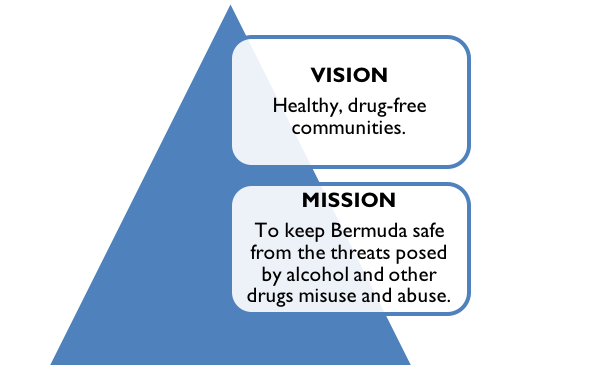 VISION
Healthy, drug-free
communities.
MISSION
To keep Bermuda safe
from the threats posed
by alcohol and other
drugs misuse and abuse.